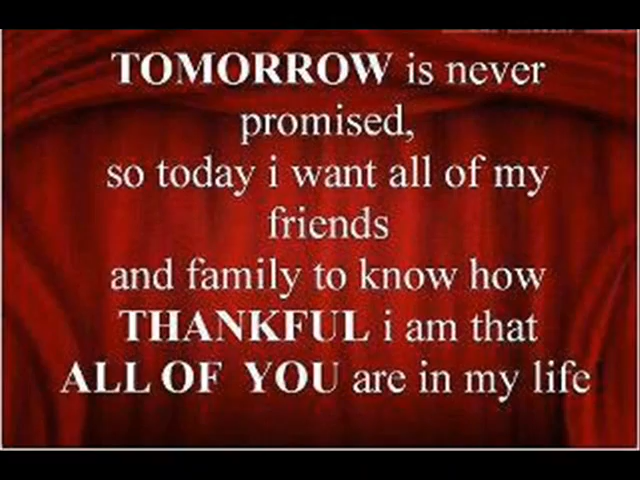 TOMORROW is never
promised,
so today i want all of my
friends
and family to know how
THANKFUL i am that
ALL OF YOU are in my life